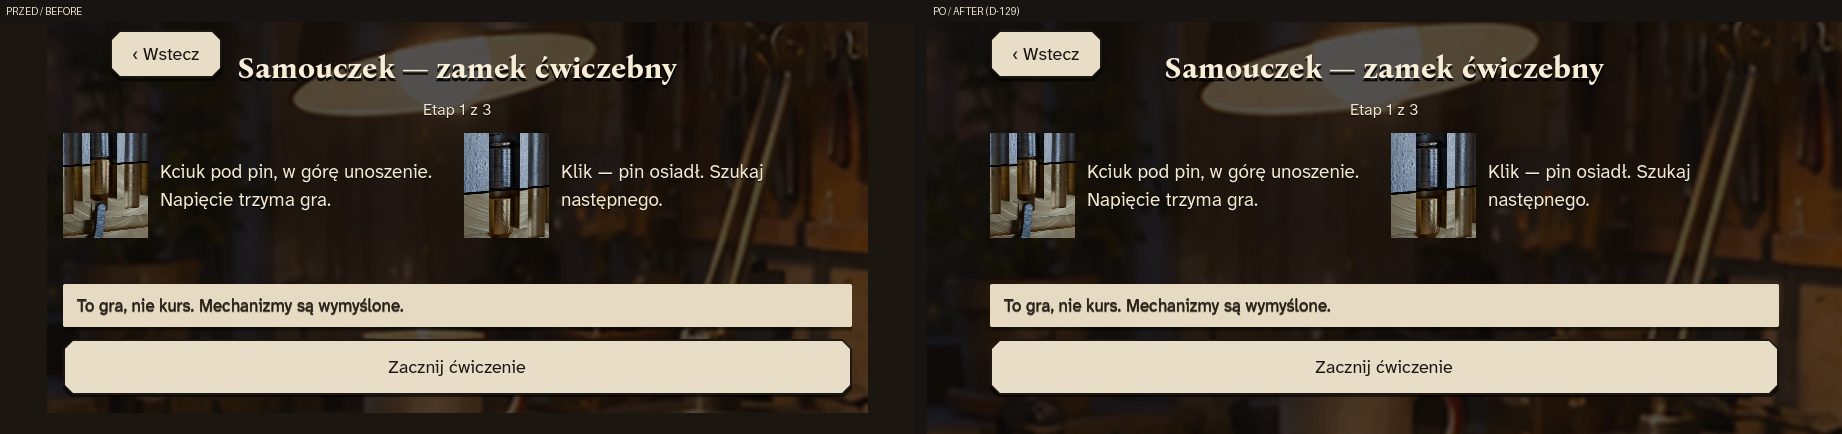 PRZED / BEFORE
‹ Wstecz
Samouczek — zamek ćwiczebny
Etap 1 z 3
Kciuk pod pin, w górę unoszenie.
Napięcie trzyma gra.
Klik — pin osiadł. Szukaj
następnego.
To gra, nie kurs. Mechanizmy są wymyślone.
Zacznij ćwiczenie
PO / AFTER (D-129)
‹ Wstecz
Samouczek — zamek ćwiczebny
Etap 1 z 3
Kciuk pod pin, w górę unoszenie.
Napięcie trzyma gra.
Klik — pin osiadł. Szukaj
następnego.
To gra, nie kurs. Mechanizmy są wymyślone.
Zacznij ćwiczenie